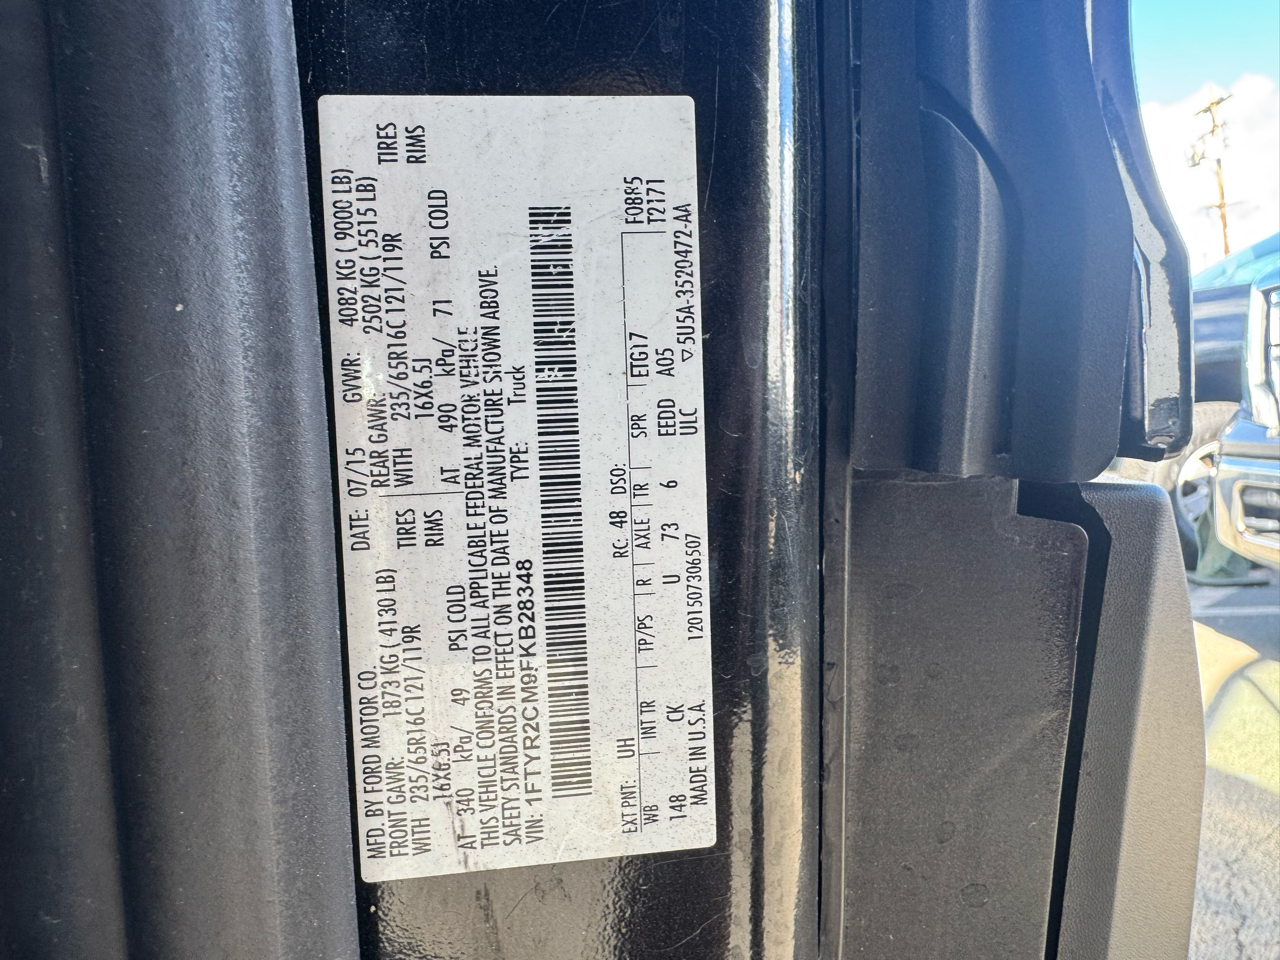 MFD. BY FORD MOTOR CO. DATE: 07/15 GVWR: 4082 KG ( 9000 LB)
FRONT GAWR: 1873 KG ( 4130 LB) REAR GAWR: 2502 KG ( 5515 LB)
WITH 235/65R16C 121/119R TIRES WITH 235/65R16C 121/119R TIRES
16X6.5J RIMS 16X6.5J RIMS
AT 340 kPa/ 49 PSI COLD AT 490 kPa/ 71 PSI COLD
THIS VEHICLE CONFORMS TO ALL APPLICABLE FEDERAL MOTOR VEHICLE
SAFETY STANDARDS IN EFFECT ON THE DATE OF MANUFACTURE SHOWN ABOVE.
VIN: 1FTYR2CM9FKB28348 TYPE: Truck
EXT PNT: UH RC: 48 DSO: F0885
WB INT TR TP/PS R AXLE TR SPR ETG17 T2171
148 CK U 73 6 EEDD A05
MADE IN U.S.A. 1201507306507 ULC ▽5U5A-3520472-AA